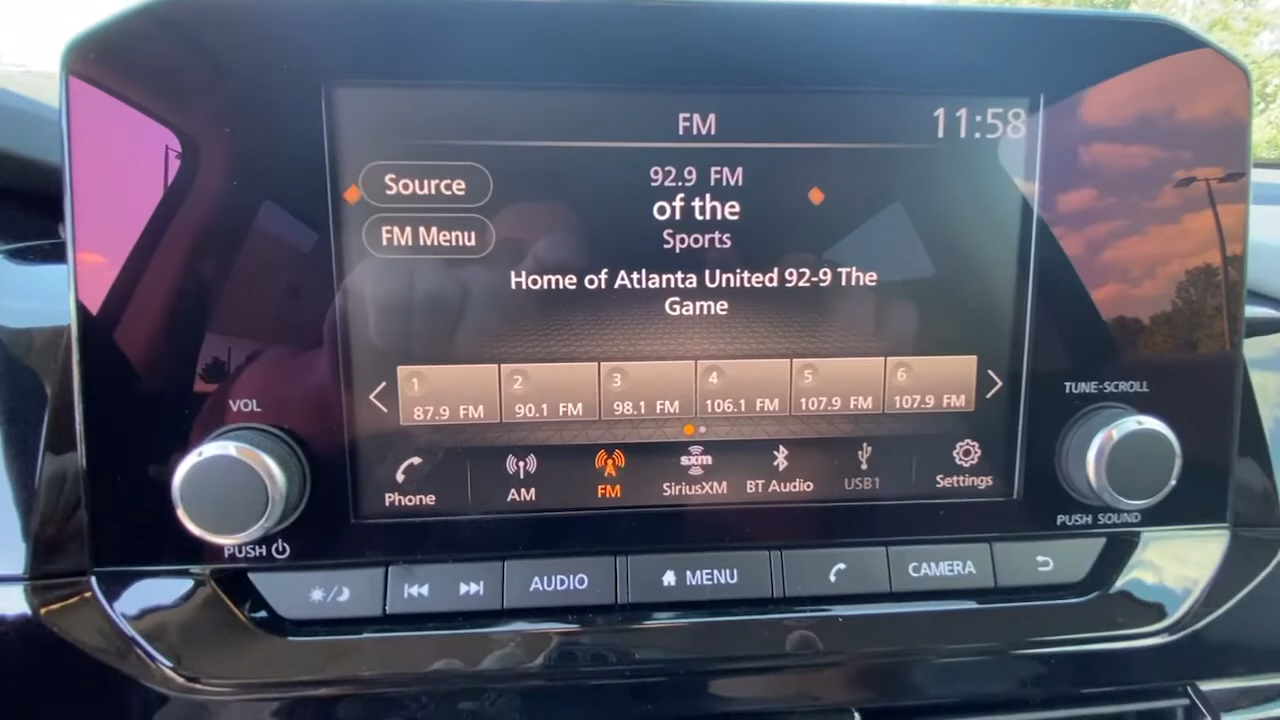 FM
11:58
Source
FM Menu
92.9 FM
of the
Sports
Home of Atlanta United 92-9 The
Game
1
87.9 FM
2
90.1 FM
3
98.1 FM
4
106.1 FM
5
107.9 FM
6
107.9 FM
Phone
AM
FM
sxm
SiriusXM
BT Audio
USB1
Settings
VOL
PUSH
TUNE·SCROLL
PUSH SOUND
AUDIO
MENU
CAMERA